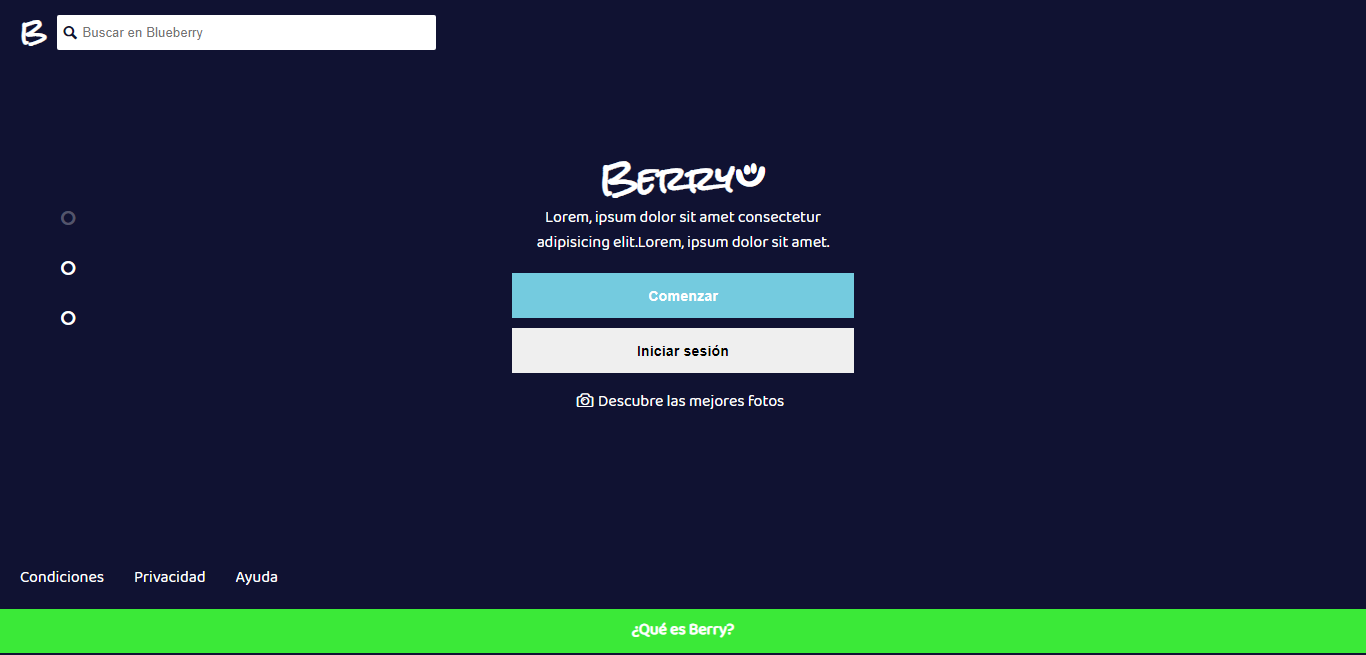 B
Buscar en Blueberry
Berry
Lorem, ipsum dolor sit amet consectetur
adipisicing elit.Lorem, ipsum dolor sit amet.
Comenzar
Iniciar sesión
Descubre las mejores fotos
Condiciones Privacidad Ayuda
¿Qué es Berry?